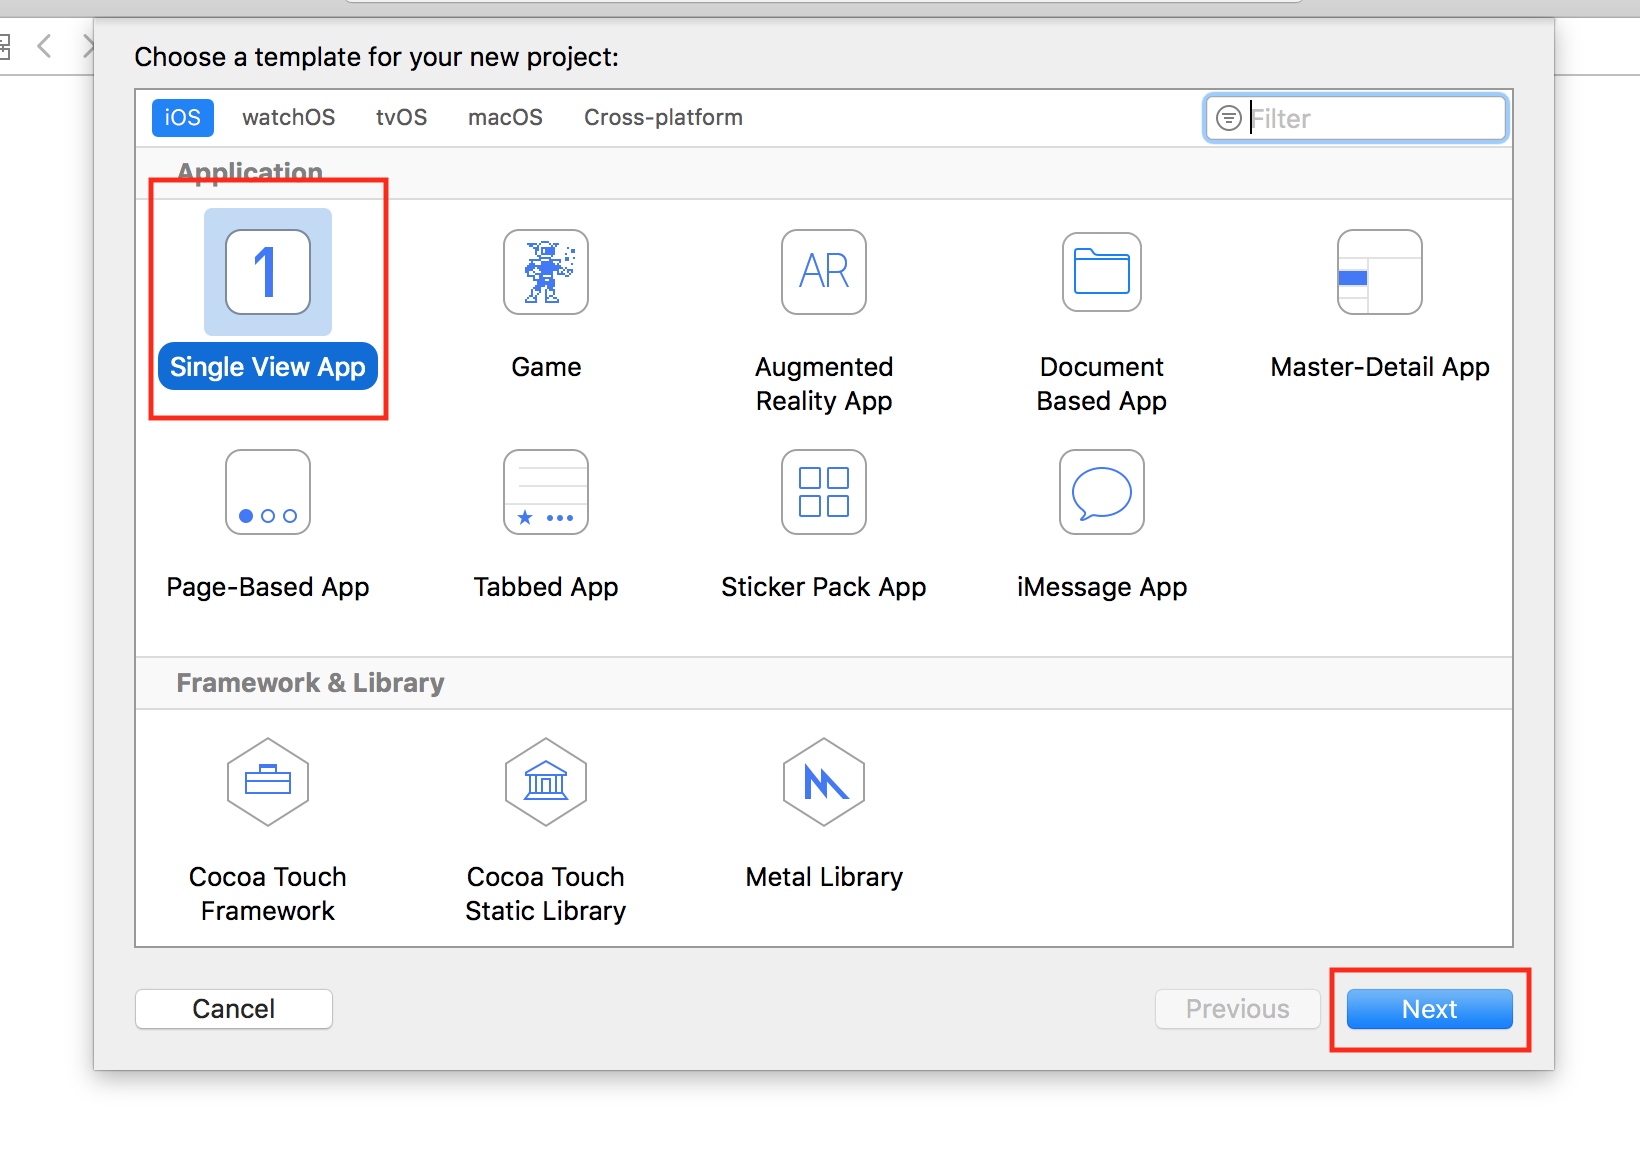 Choose a template for your new project:
iOS watchOS tvOS macOS Cross-platform
Filter
Application
1
AR
Single View App
Game
Augmented
Reality App
Document
Based App
Master-Detail App
Page-Based App
Tabbed App
Sticker Pack App
iMessage App
Framework & Library
Cocoa Touch
Framework
Cocoa Touch
Static Library
Metal Library
Cancel
Previous
Next